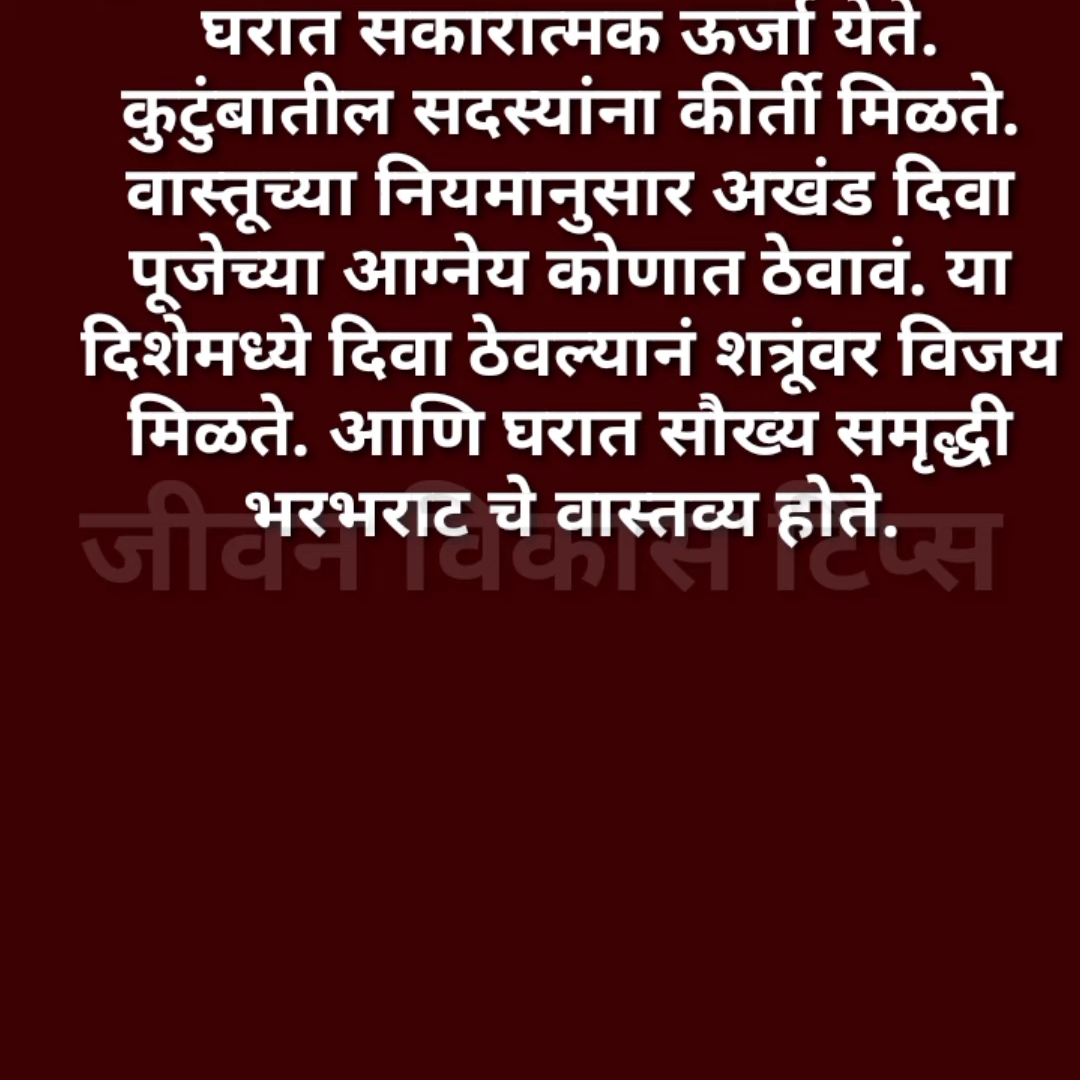 घरात सकारात्मक ऊर्जा येते.
कुटुंबातील सदस्यांना कीर्ती मिळते.
वास्तूच्या नियमानुसार अखंड दिवा
पूजेच्या आग्नेय कोणात ठेवावं. या
दिशेमध्ये दिवा ठेवल्यानं शत्रूंवर विजय
मिळते. आणि घरात सौख्य समृद्धी
भरभराट चे वास्तव्य होते.
जीवन विकास टिप्स